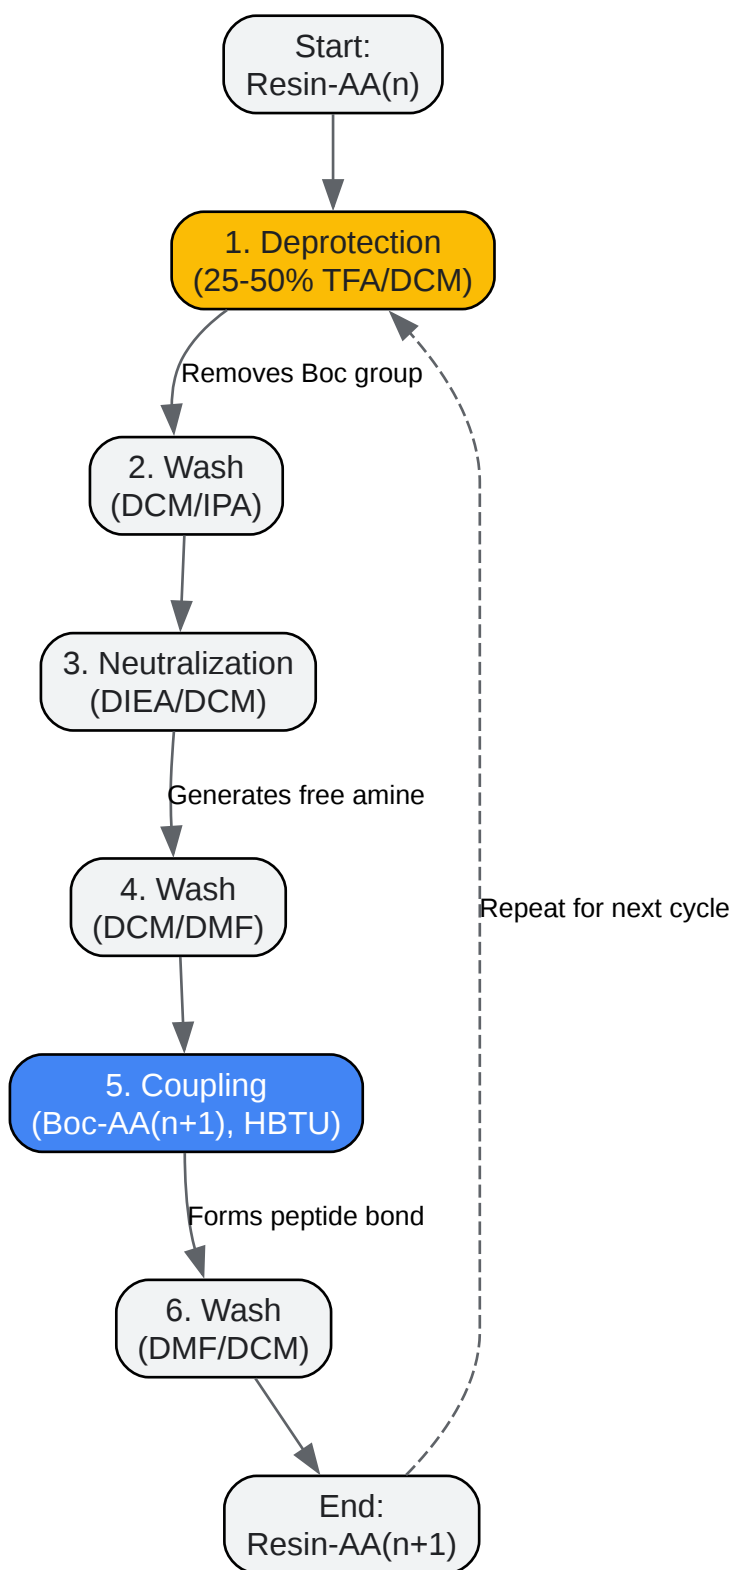 Start:
Resin-AA(n)
1. Deprotection
(25-50% TFA/DCM)
Removes Boc group
2. Wash
(DCM/IPA)
3. Neutralization
(DIEA/DCM)
Generates free amine
4. Wash
(DCM/DMF)
Repeat for next cycle
5. Coupling
(Boc-AA(n+1), HBTU)
Forms peptide bond
6. Wash
(DMF/DCM)
End:
Resin-AA(n+1)